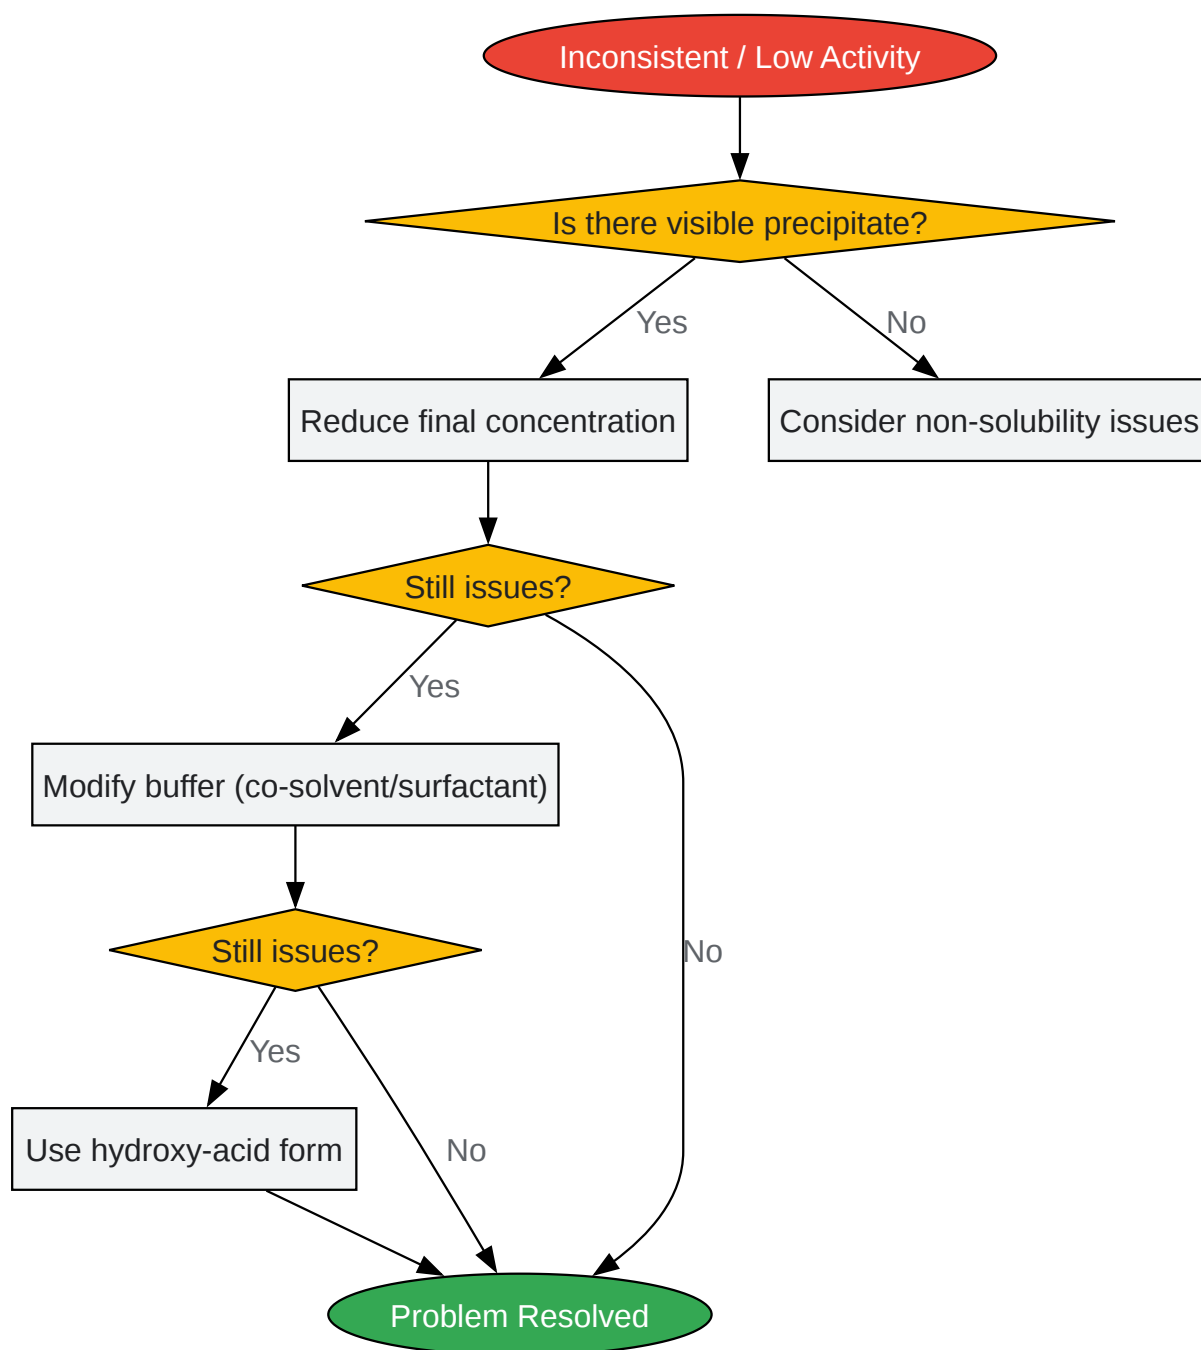 Inconsistent / Low Activity
Is there visible precipitate?
Yes
No
Reduce final concentration
Consider non-solubility issues
Still issues?
Yes
Modify buffer (co-solvent/surfactant)
Still issues?
No
Yes
Use hydroxy-acid form
No
Problem Resolved